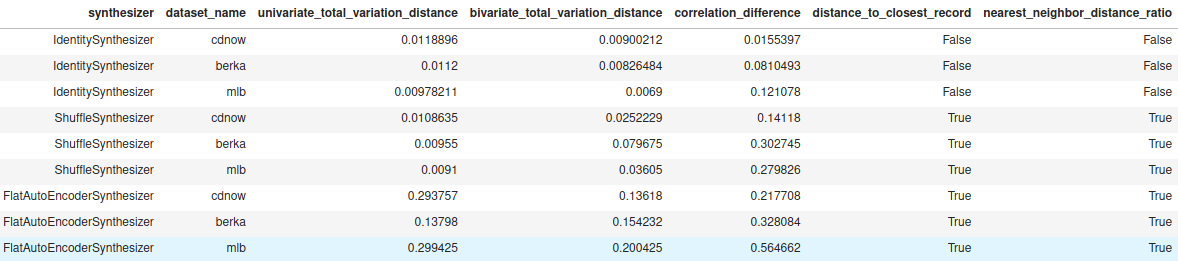 synthesizer dataset_name univariate_total_variation_distance bivariate_total_variation_distance correlation_difference distance_to_closest_record nearest_neighbor_distance_ratio
IdentitySynthesizer cdnow 0.0118896 0.00900212 0.0155397 False False
IdentitySynthesizer berka 0.0112 0.00826484 0.0810493 False False
IdentitySynthesizer mlb 0.00978211 0.0069 0.121078 False False
ShuffleSynthesizer cdnow 0.0108635 0.0252229 0.14118 True True
ShuffleSynthesizer berka 0.00955 0.079675 0.302745 True True
ShuffleSynthesizer mlb 0.0091 0.03605 0.279826 True True
FlatAutoEncoderSynthesizer cdnow 0.293757 0.13618 0.217708 True True
FlatAutoEncoderSynthesizer berka 0.13798 0.154232 0.328084 True True
FlatAutoEncoderSynthesizer mlb 0.299425 0.200425 0.564662 True True